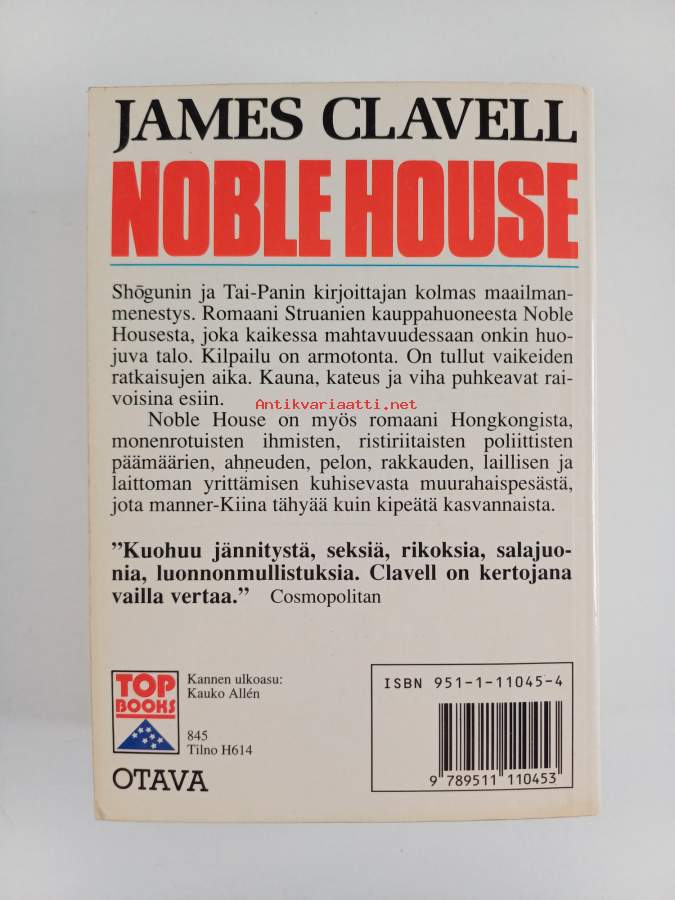 JAMES CLAVELL
NOBLE HOUSE
Shōgunin ja Tai-Panin kirjoittajan kolmas maailman-
menestys. Romaani Struanien kauppahuoneesta Noble
Housesta, joka kaikessa mahtavuudessaan onkin huo-
juva talo. Kilpailu on armotonta. On tullut vaikeiden
ratkaisujen aika. Kauna, kateus ja viha puhkeavat rai-
voisina esiin.
Antikvariaatti.net
Noble House on myös romaani Hongkongista,
monenrotuisten ihmisten, ristiriitaisten poliittisten
päämäärien, ahneuden, pelon, rakkauden, laillisen ja
laittoman yrittämisen kuhisevasta muurahaispesästä,
jota manner-Kiina tähyää kuin kipeätä kasvannaista.
”Kuohuu jännitystä, seksiä, rikoksia, salajuo-
nia, luonnonmullistuksia. Clavell on kertojana
vailla vertaa.” Cosmopolitan
TOP
BOOKS
Kannen ulkoasu:
Kauko Allén
845
Tilno H614
OTAVA
ISBN 951-1-11045-4
9 789511 110453